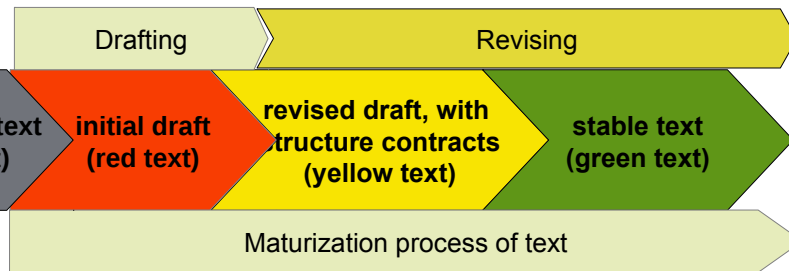 Drafting
Revising
text
initial draft
(red text)
revised draft, with
structure contracts
(yellow text)
stable text
(green text)
Maturization process of text